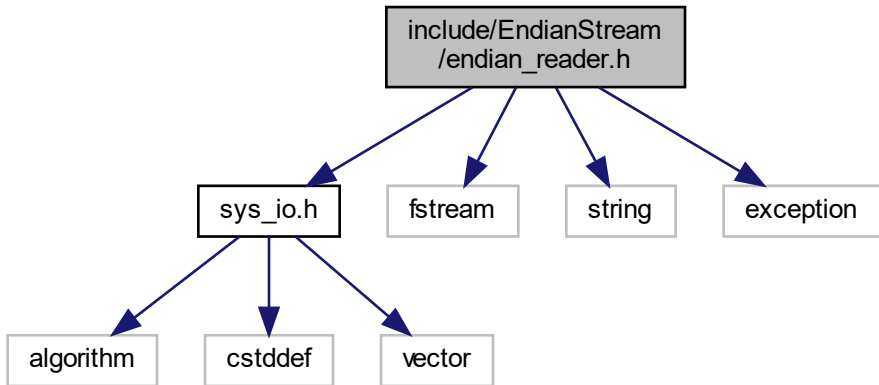 include/EndianStream
/endian_reader.h
sys_io.h
fstream
string
exception
algorithm
cstddef
vector